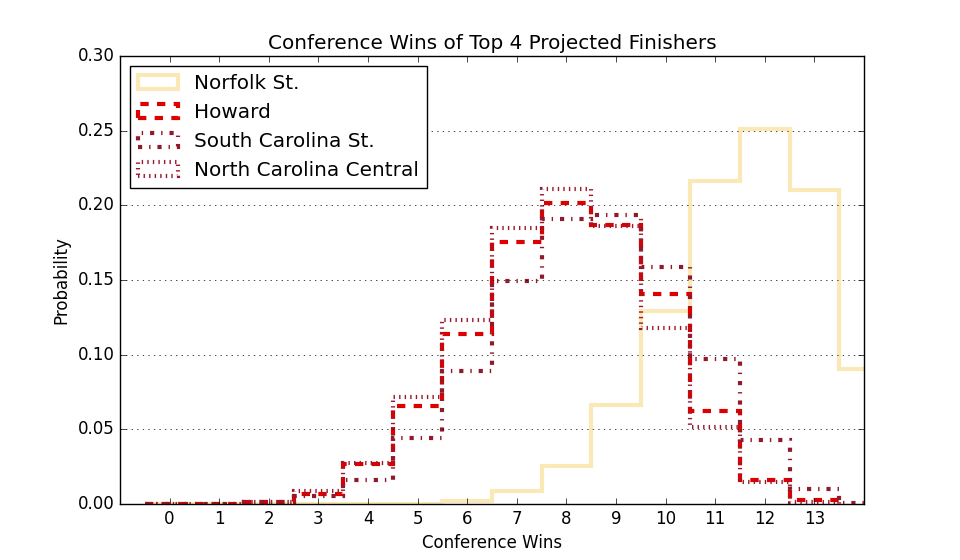 Conference Wins of Top 4 Projected Finishers
0.30
0.25
0.20
0.15
0.10
0.05
0.00
Probability
Norfolk St.
Howard
South Carolina St.
North Carolina Central
0 1 2 3 4 5 6 7 8 9 10 11 12 13
Conference Wins